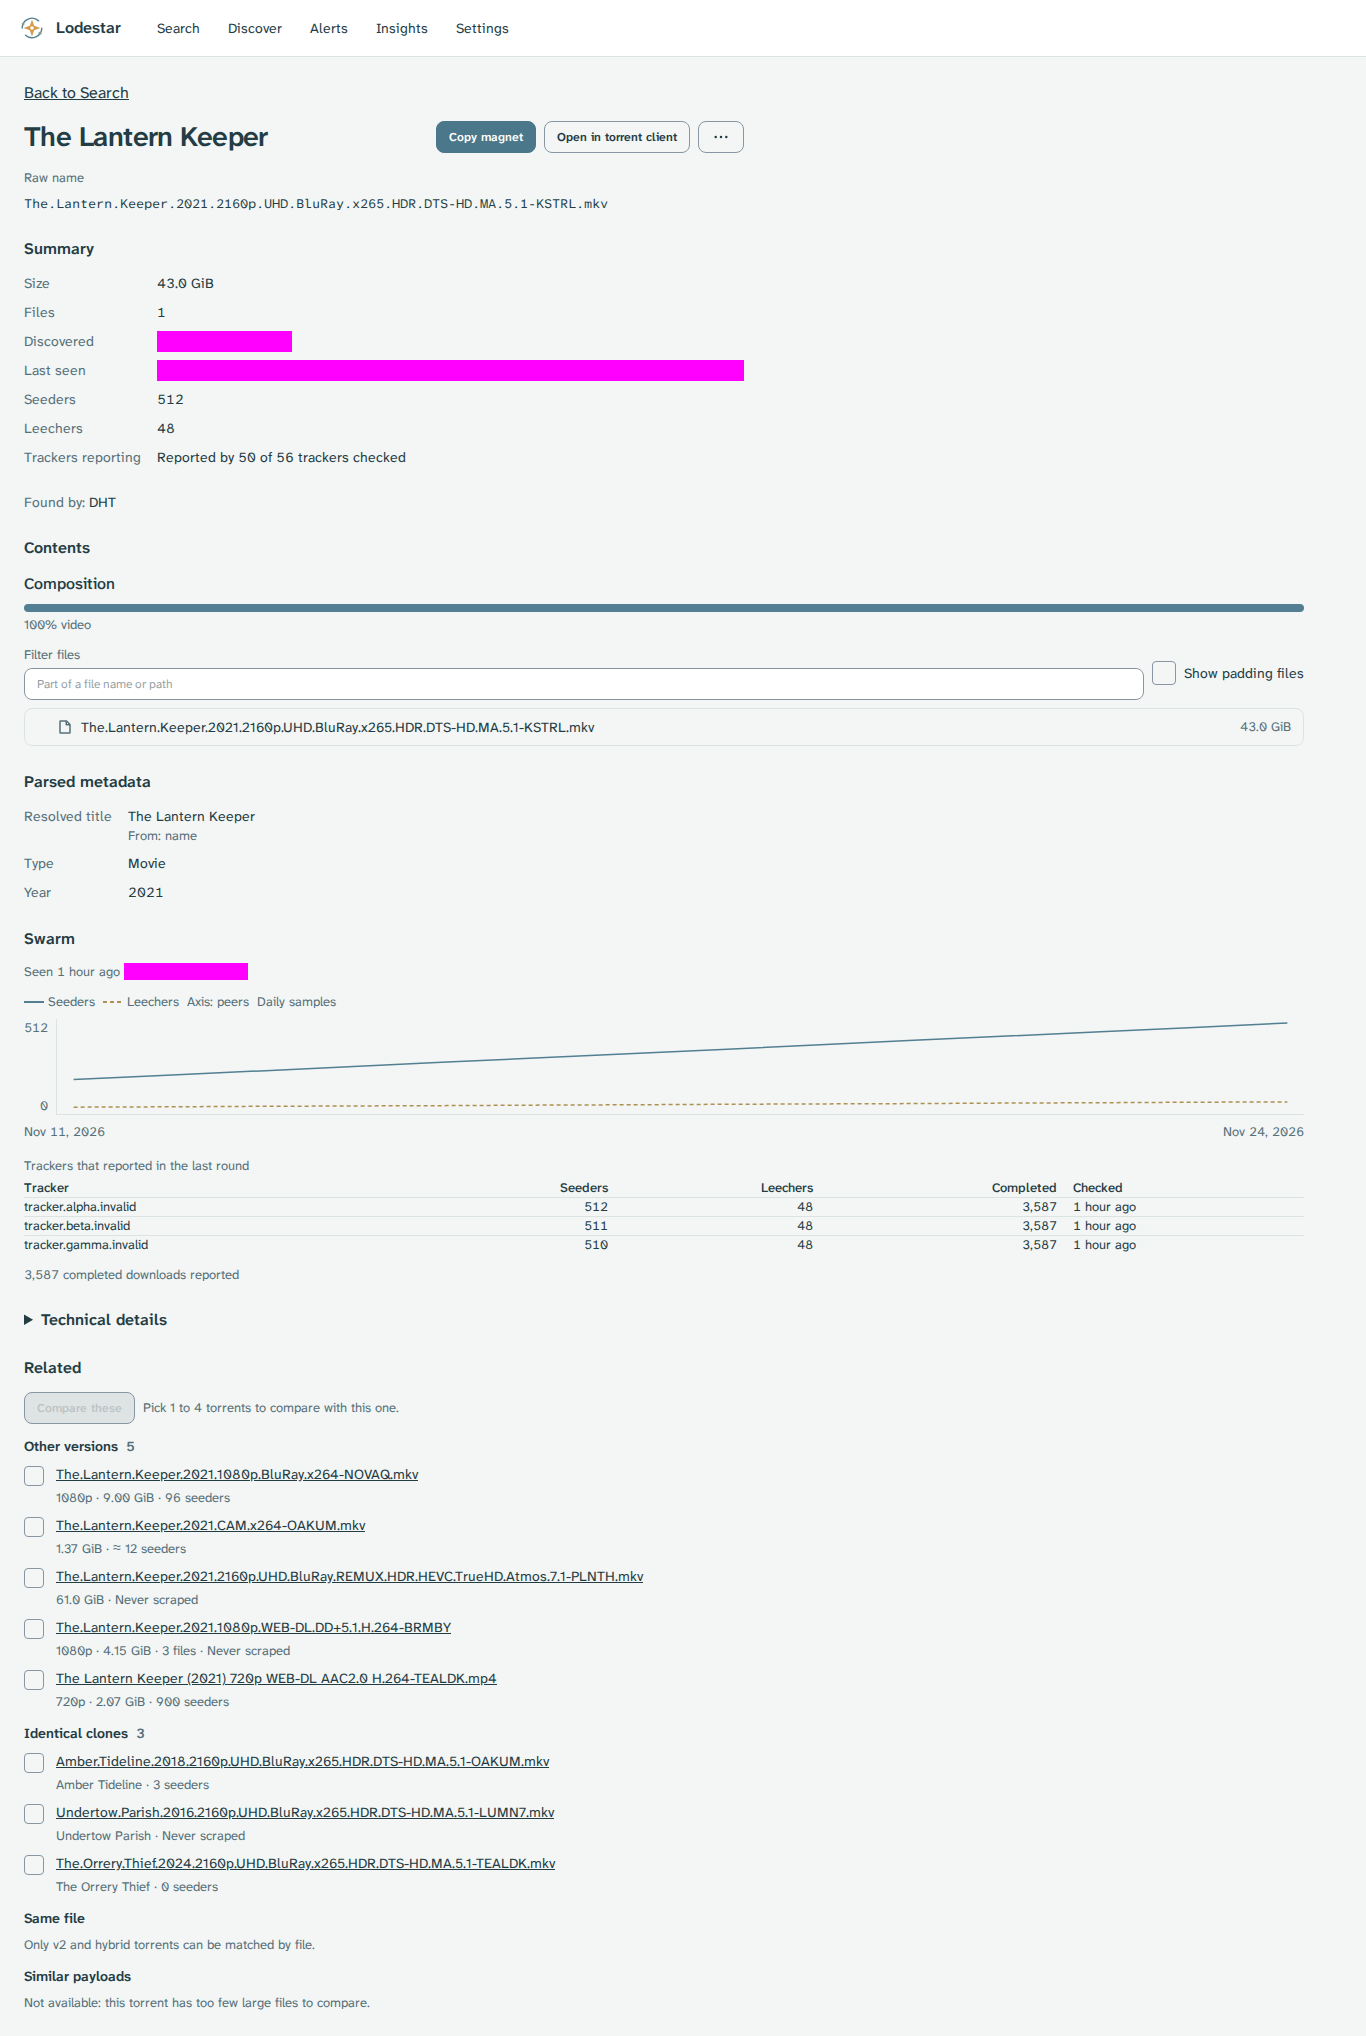 Lodestar Search Discover Alerts Insights Settings
Back to Search
The Lantern Keeper
Copy magnet Open in torrent client ···
Raw name
The.Lantern.Keeper.2021.2160p.UHD.BluRay.x265.HDR.DTS-HD.MA.5.1-KSTRL.mkv
Summary
Size 43.0 GiB
Files 1
Discovered
Last seen
Seeders 512
Leechers 48
Trackers reporting Reported by 50 of 56 trackers checked
Found by: DHT
Contents
Composition
100% video
Filter files
Part of a file name or path
Show padding files
The.Lantern.Keeper.2021.2160p.UHD.BluRay.x265.HDR.DTS-HD.MA.5.1-KSTRL.mkv 43.0 GiB
Parsed metadata
Resolved title The Lantern Keeper
From: name
Type Movie
Year 2021
Swarm
Seen 1 hour ago
Seeders Leechers Axis: peers Daily samples
512
0
Nov 11, 2026 Nov 24, 2026
Trackers that reported in the last round
Tracker Seeders Leechers Completed Checked
tracker.alpha.invalid 512 48 3,587 1 hour ago
tracker.beta.invalid 511 48 3,587 1 hour ago
tracker.gamma.invalid 510 48 3,587 1 hour ago
3,587 completed downloads reported
Technical details
Related
Compare these Pick 1 to 4 torrents to compare with this one.
Other versions 5
The.Lantern.Keeper.2021.1080p.BluRay.x264-NOVAQ.mkv
1080p · 9.00 GiB · 96 seeders
The.Lantern.Keeper.2021.CAM.x264-OAKUM.mkv
1.37 GiB · ≈ 12 seeders
The.Lantern.Keeper.2021.2160p.UHD.BluRay.REMUX.HDR.HEVC.TrueHD.Atmos.7.1-PLNTH.mkv
61.0 GiB · Never scraped
The.Lantern.Keeper.2021.1080p.WEB-DL.DD+5.1.H.264-BRMBY
1080p · 4.15 GiB · 3 files · Never scraped
The Lantern Keeper (2021) 720p WEB-DL AAC2.0 H.264-TEALDK.mp4
720p · 2.07 GiB · 900 seeders
Identical clones 3
Amber.Tideline.2018.2160p.UHD.BluRay.x265.HDR.DTS-HD.MA.5.1-OAKUM.mkv
Amber Tideline · 3 seeders
Undertow.Parish.2016.2160p.UHD.BluRay.x265.HDR.DTS-HD.MA.5.1-LUMN7.mkv
Undertow Parish · Never scraped
The.Orrery.Thief.2024.2160p.UHD.BluRay.x265.HDR.DTS-HD.MA.5.1-TEALDK.mkv
The Orrery Thief · 0 seeders
Same file
Only v2 and hybrid torrents can be matched by file.
Similar payloads
Not available: this torrent has too few large files to compare.